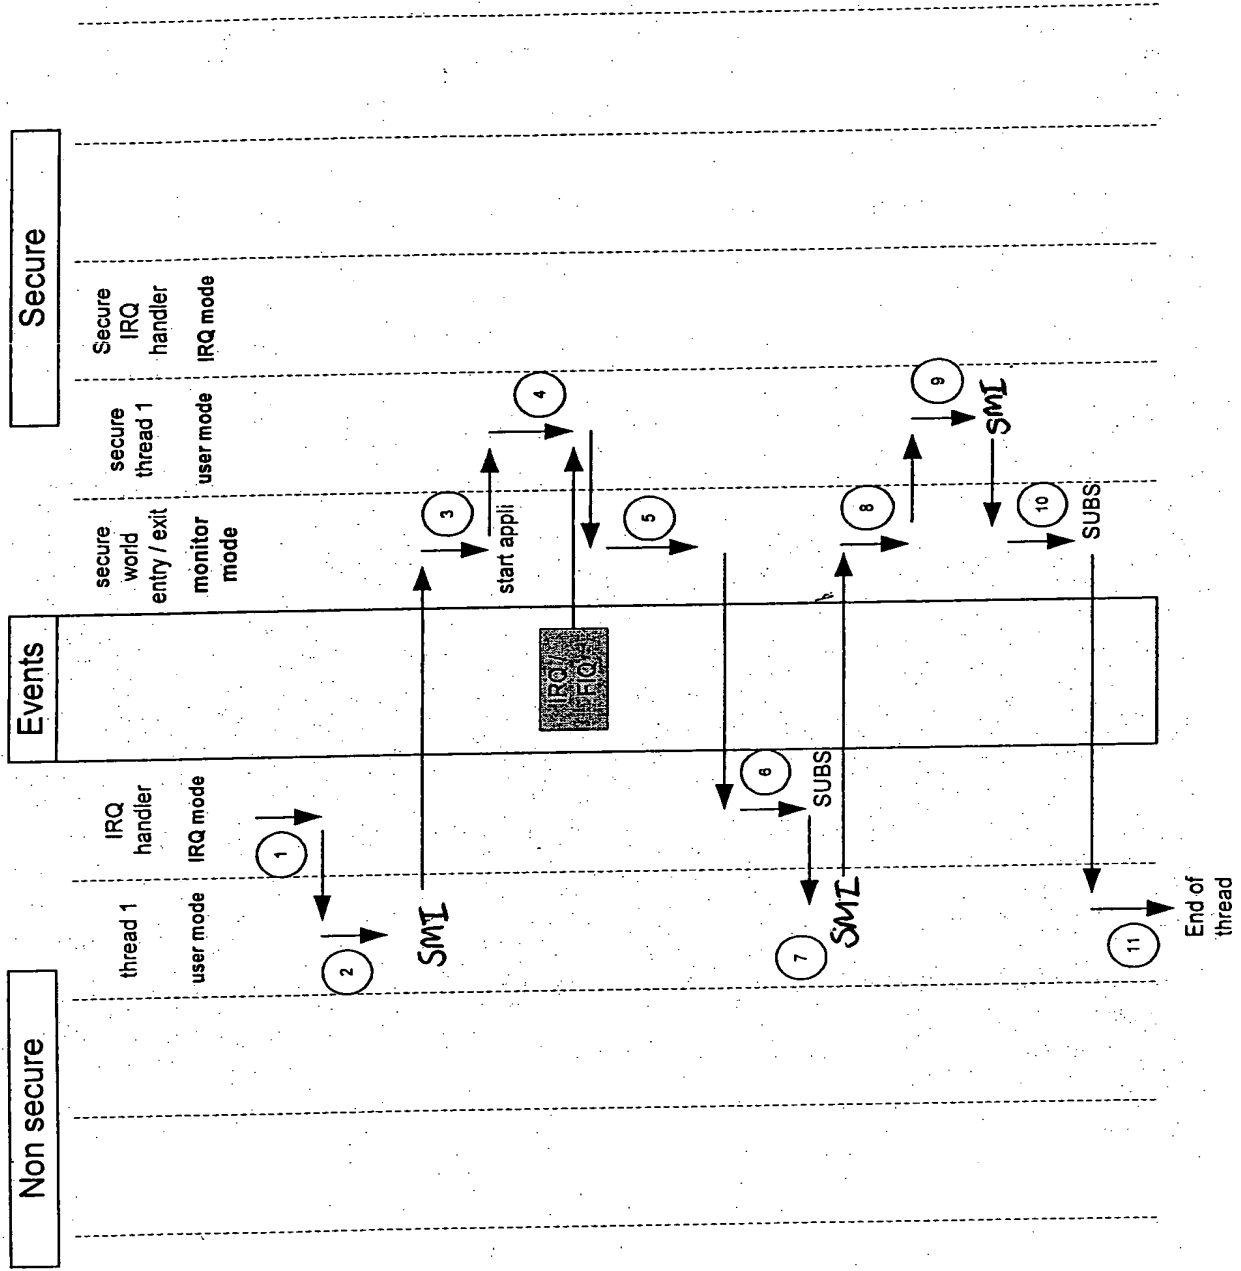 Non secure
Events
Secure
thread 1
user mode
IRQ
handler
IRQ mode
secure
world
entry / exit
monitor
mode
secure
thread 1
user mode
Secure
IRQ
handler
IRQ mode
1
2
SMI
3
start appli
4
IRQ /
FIQ
5
6
SUBS
7
SMI
8
9
SMI
10
SUBS
11
End of
thread